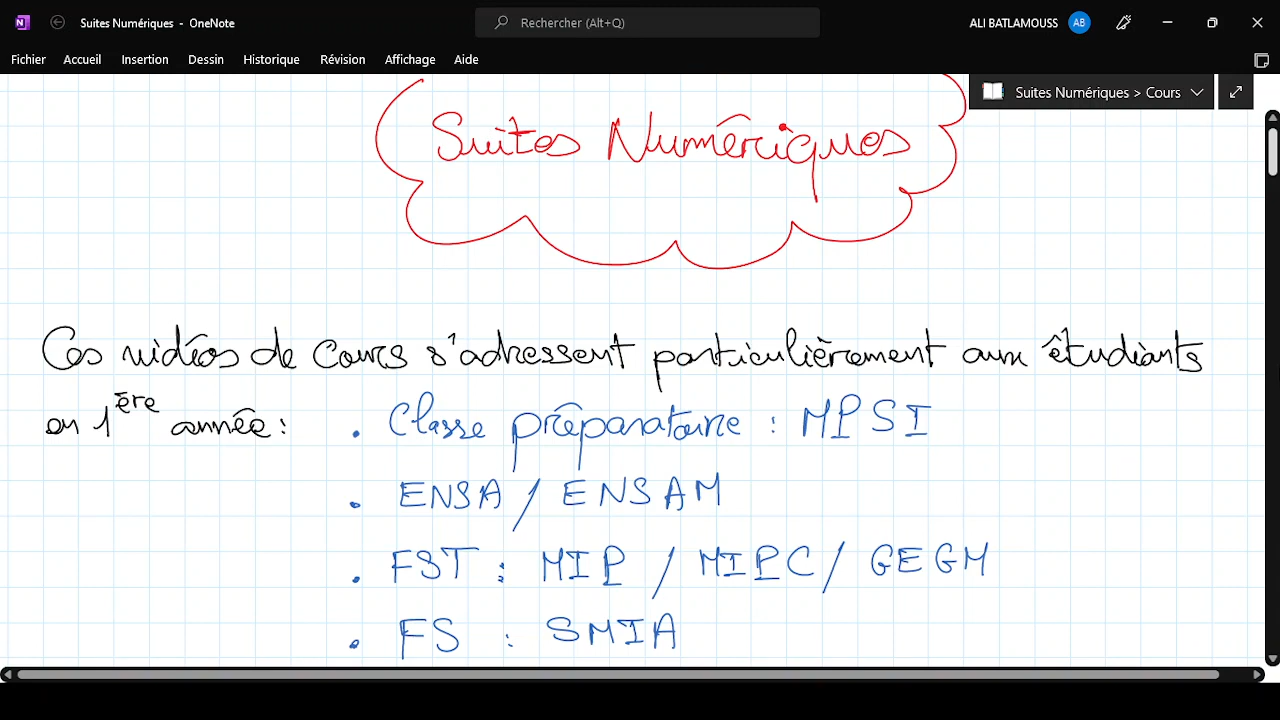 Suites Numériques - OneNote
Rechercher (Alt+Q)
ALI BATLAMOUSS AB
Fichier Accueil Insertion Dessin Historique Révision Affichage Aide
Suites Numériques > Cours
Suites Numériques
Ces vidéos de cours s'adressent particulièrement aux étudiants
en 1ère année : . Classe préparatoire : MPSI
. ENSA / ENSAM
. FST : MIP / MIPC / GEGM
. FS : SMIA